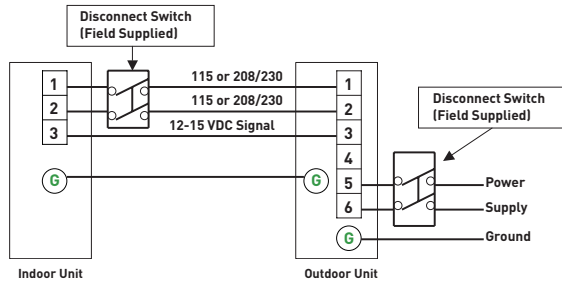 Disconnect Switch
(Field Supplied)
1
115 or 208/230
1
2
115 or 208/230
2
3
12-15 VDC Signal
3
Disconnect Switch
(Field Supplied)
4
G
G
5
Power
6
Supply
G
Ground
Indoor Unit
Outdoor Unit